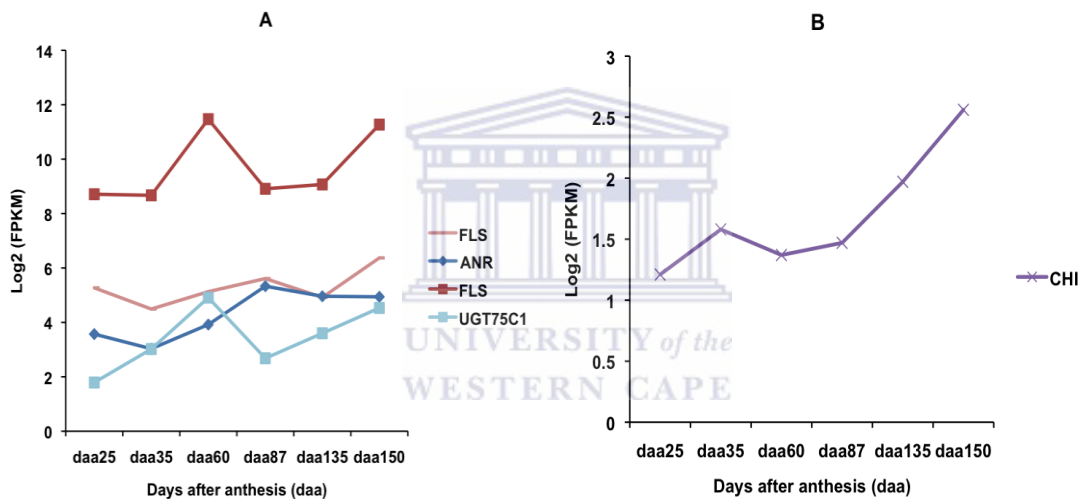 A
Log2 (FPKM)
14
12
10
8
6
4
2
0
daa25 daa35 daa60 daa87 daa135 daa150
Days after anthesis (daa)
FLS
ANR
FLS
UGT75C1
UNIVERSITY of the
WESTERN CAPE
B
Log2 (FPKM)
3
2.5
2
1.5
1
0.5
0
daa25 daa35 daa60 daa87 daa135 daa150
Days after anthesis (daa)
CHI